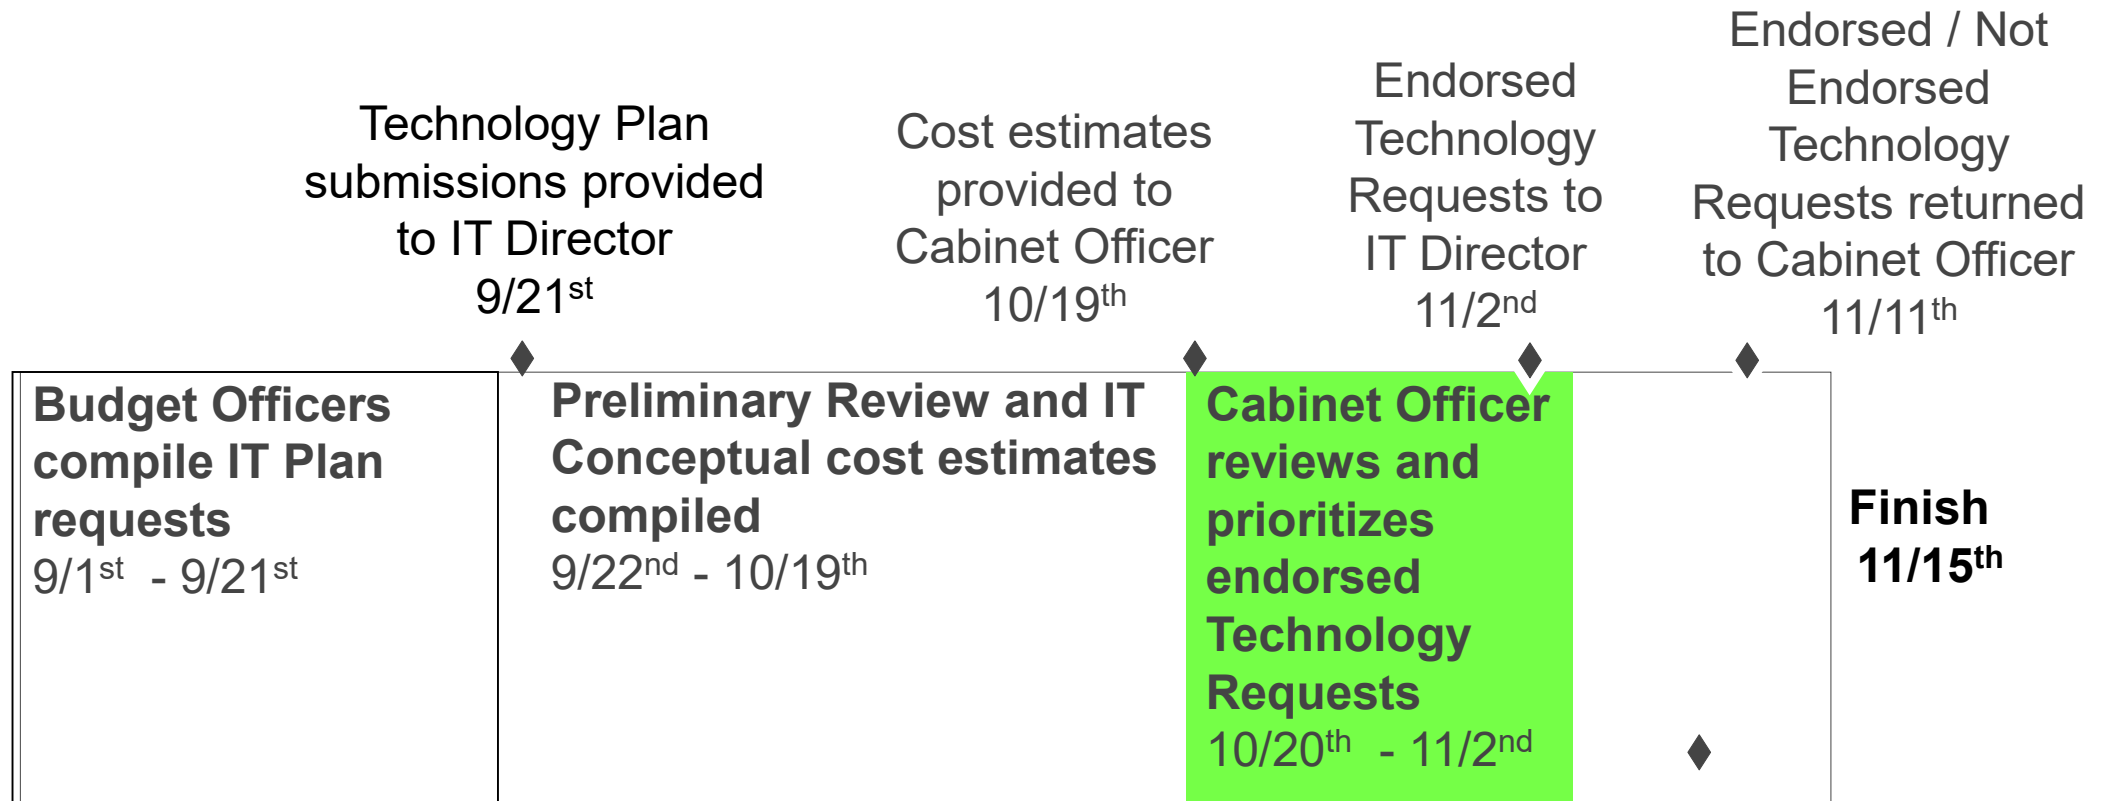 Technology Plan
submissions provided
to IT Director
9/21st
Cost estimates
provided to
Cabinet Officer
10/19th
Endorsed
Technology
Requests to
IT Director
11/2nd
Endorsed / Not
Endorsed
Technology
Requests returned
to Cabinet Officer
11/11th
Budget Officers
compile IT Plan
requests
9/1st - 9/21st
Preliminary Review and IT
Conceptual cost estimates
compiled
9/22nd - 10/19th
Cabinet Officer
reviews and
prioritizes
endorsed
Technology
Requests
10/20th - 11/2nd
Finish
11/15th